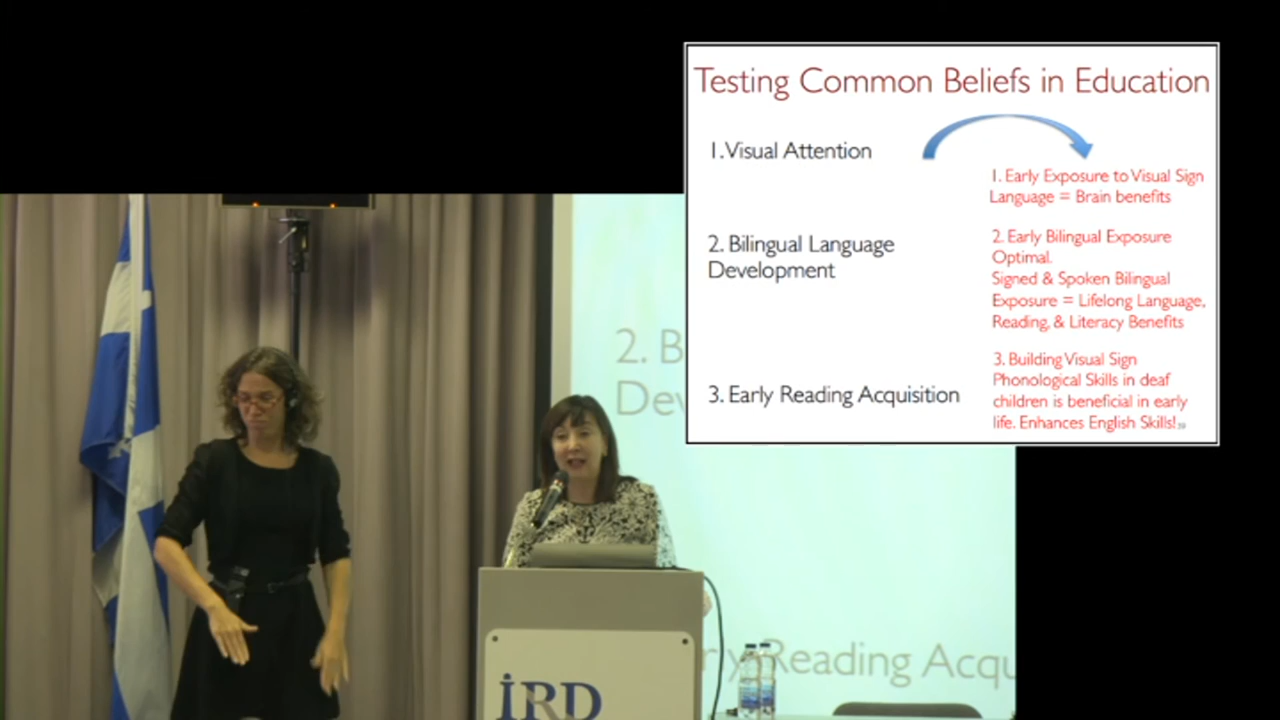 Testing Common Beliefs in Education
1. Visual Attention
1. Early Exposure to Visual Sign
Language = Brain benefits
2. Bilingual Language
Development
2. Early Bilingual Exposure
Optimal.
Signed & Spoken Bilingual
Exposure = Lifelong Language,
Reading, & Literacy Benefits
3. Early Reading Acquisition
3. Building Visual Sign
Phonological Skills in deaf
children is beneficial in early
life. Enhances English Skills!
2. B
Dev
ry Reading Acqu
İRD